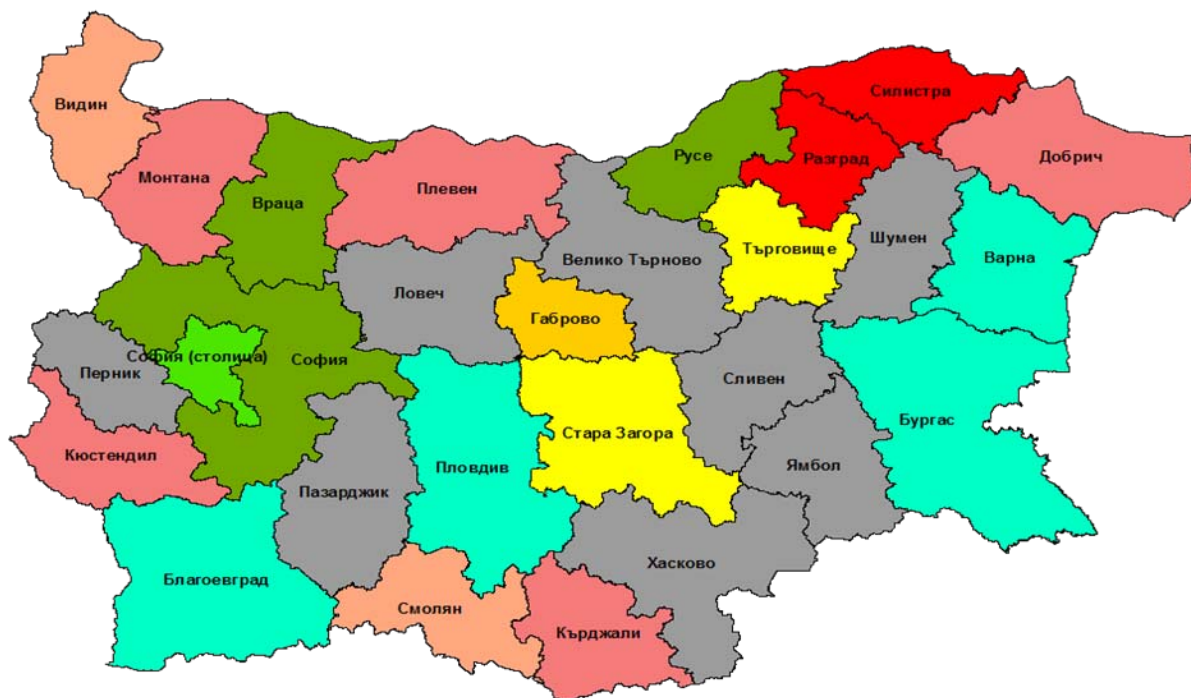 Видин
Силистра
Русе
Разград
Добрич
Монтана
Плевен
Враца
Шумен
Търговище
Варна
Велико Търново
Ловеч
Габрово
София (столица)
София
Перник
Сливен
Бургас
Стара Загора
Кюстендил
Пловдив
Ямбол
Пазарджик
Хасково
Благоевград
Смолян
Кърджали